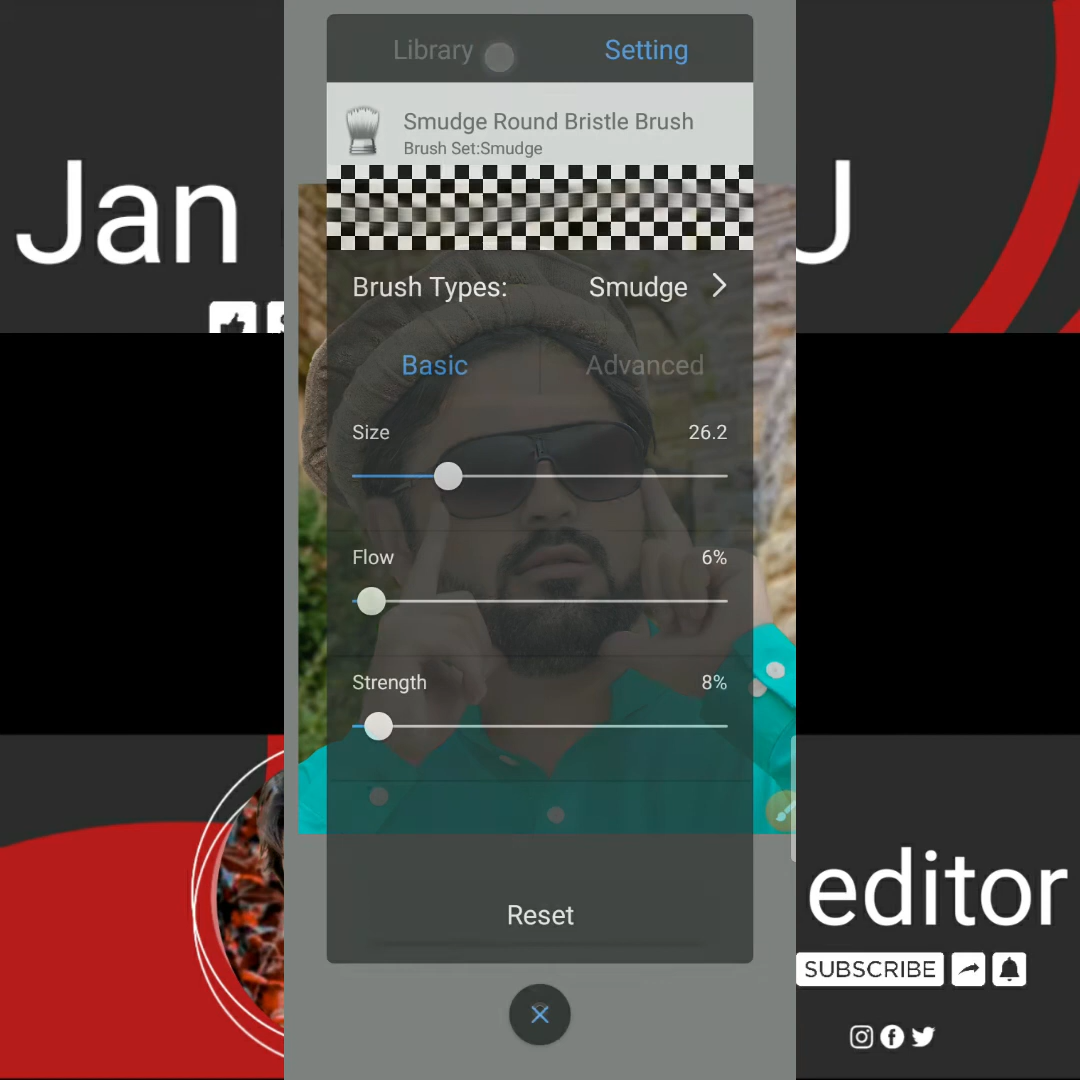 Library Setting
Smudge Round Bristle Brush
Brush Set:Smudge
Jan
U
Brush Types: Smudge
Basic Advanced
Size 26.2
Flow 6%
Strength 8%
Reset
editor
SUBSCRIBE